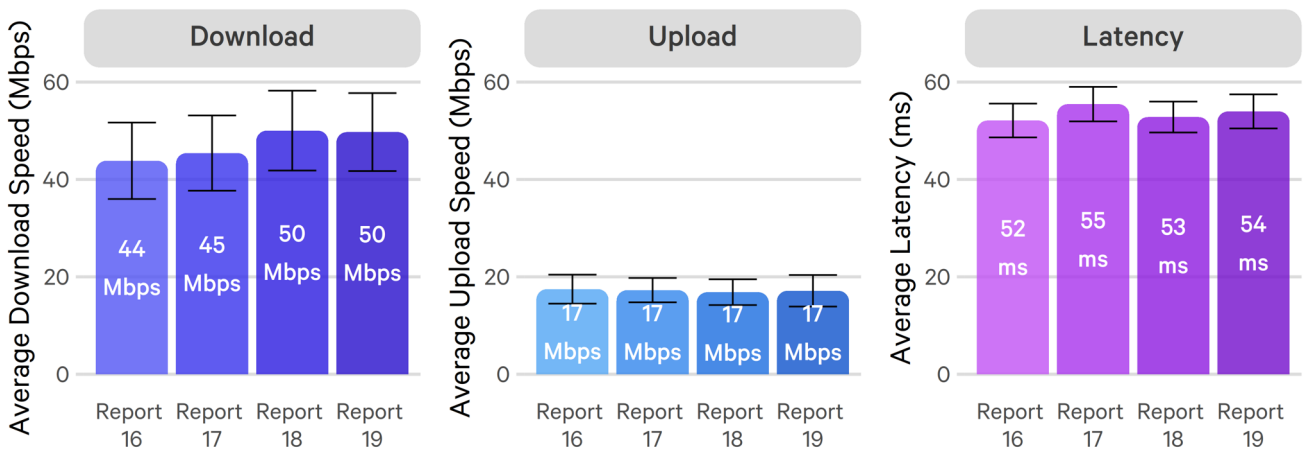 Download
Average Download Speed (Mbps)
60
40
20
0
44
Mbps
45
Mbps
50
Mbps
50
Mbps
Report
16
Report
17
Report
18
Report
19
Upload
Average Upload Speed (Mbps)
60
40
20
0
17
Mbps
17
Mbps
17
Mbps
17
Mbps
Report
16
Report
17
Report
18
Report
19
Latency
Average Latency (ms)
60
40
20
0
52
ms
55
ms
53
ms
54
ms
Report
16
Report
17
Report
18
Report
19